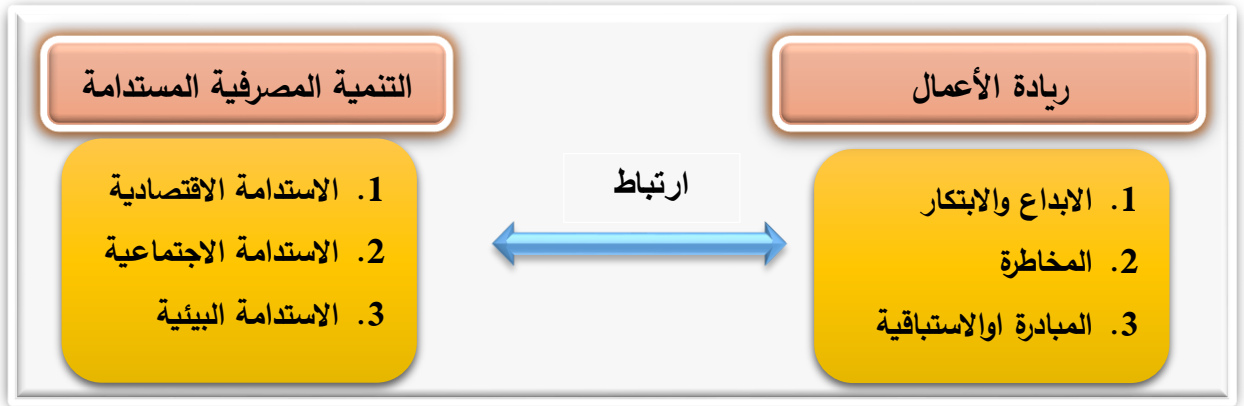 ريادة الأعمال
1. الابداع والابتكار
2. المخاطرة
3. المبادرة اوالاستباقية
ارتباط
التنمية المصرفية المستدامة
1. الاستدامة الاقتصادية
2. الاستدامة الاجتماعية
3. الاستدامة البيئية